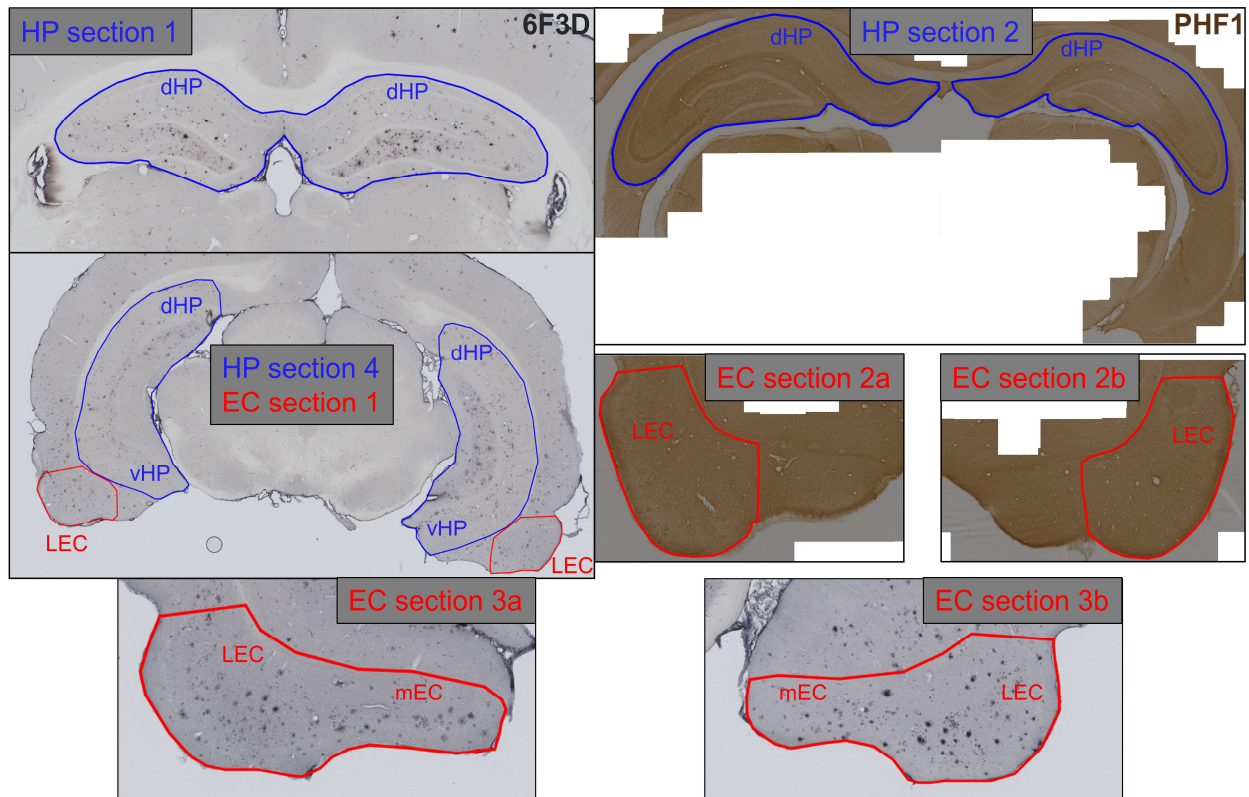 HP section 1
6F3D
dHP
dHP
HP section 2
PHF1
dHP
dHP
dHP
dHP
HP section 4
EC section 1
vHP
vHP
LEC
LEC
EC section 2a
LEC
EC section 2b
LEC
EC section 3a
LEC
mEC
EC section 3b
mEC
LEC